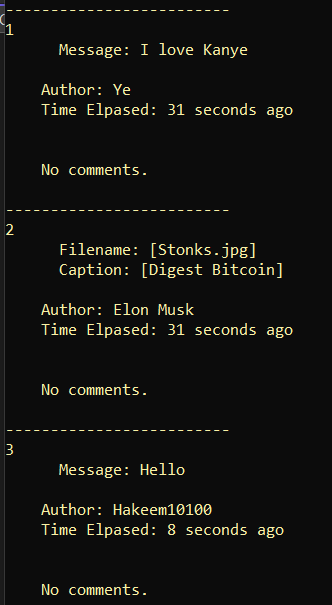 -------------------------
1
Message: I love Kanye
Author: Ye
Time Elpased: 31 seconds ago
No comments.
-------------------------
2
Filename: [Stonks.jpg]
Caption: [Digest Bitcoin]
Author: Elon Musk
Time Elpased: 31 seconds ago
No comments.
-------------------------
3
Message: Hello
Author: Hakeem10100
Time Elpased: 8 seconds ago
No comments.